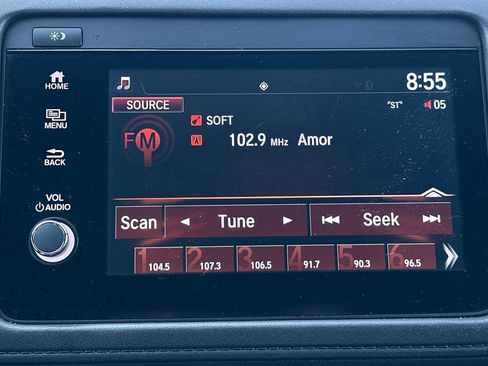 HOME
MENU
BACK
VOL
AUDIO
8:55
SOURCE
"ST" 05
FM
SOFT
102.9 MHz Amor
Scan Tune Seek
1 104.5 2 107.3 3 106.5 4 91.7 5 90.3 6 96.5